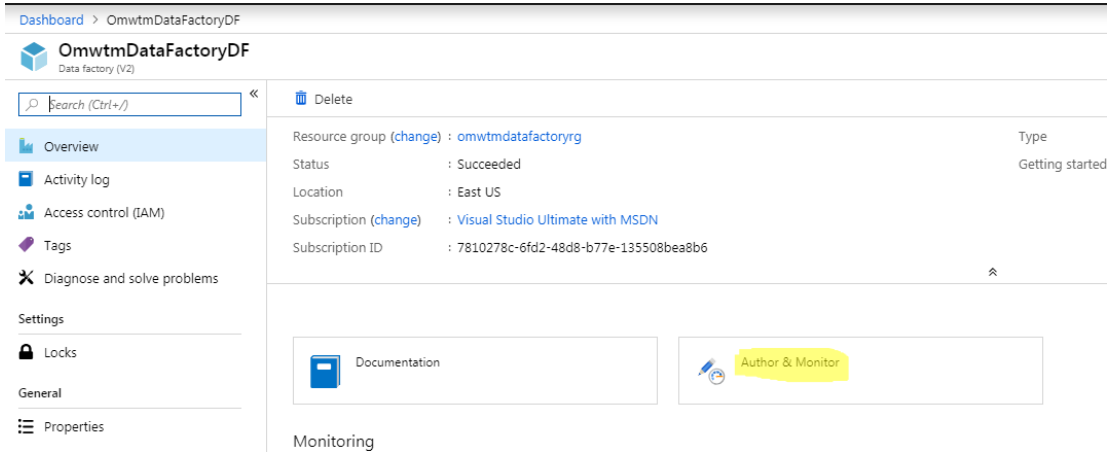 Dashboard > OmwtmDataFactoryDF
OmwtmDataFactoryDF
Data factory (V2)
Search (Ctrl+/)
«
Overview
Activity log
Access control (IAM)
Tags
Diagnose and solve problems
Settings
Locks
General
Properties
Delete
Resource group (change) : omwtmdatafactoryrg
Status : Succeeded
Location : East US
Subscription (change) : Visual Studio Ultimate with MSDN
Subscription ID : 7810278c-6fd2-48d8-b77e-135508bea8b6
Type
Getting started
Documentation
Author & Monitor
Monitoring